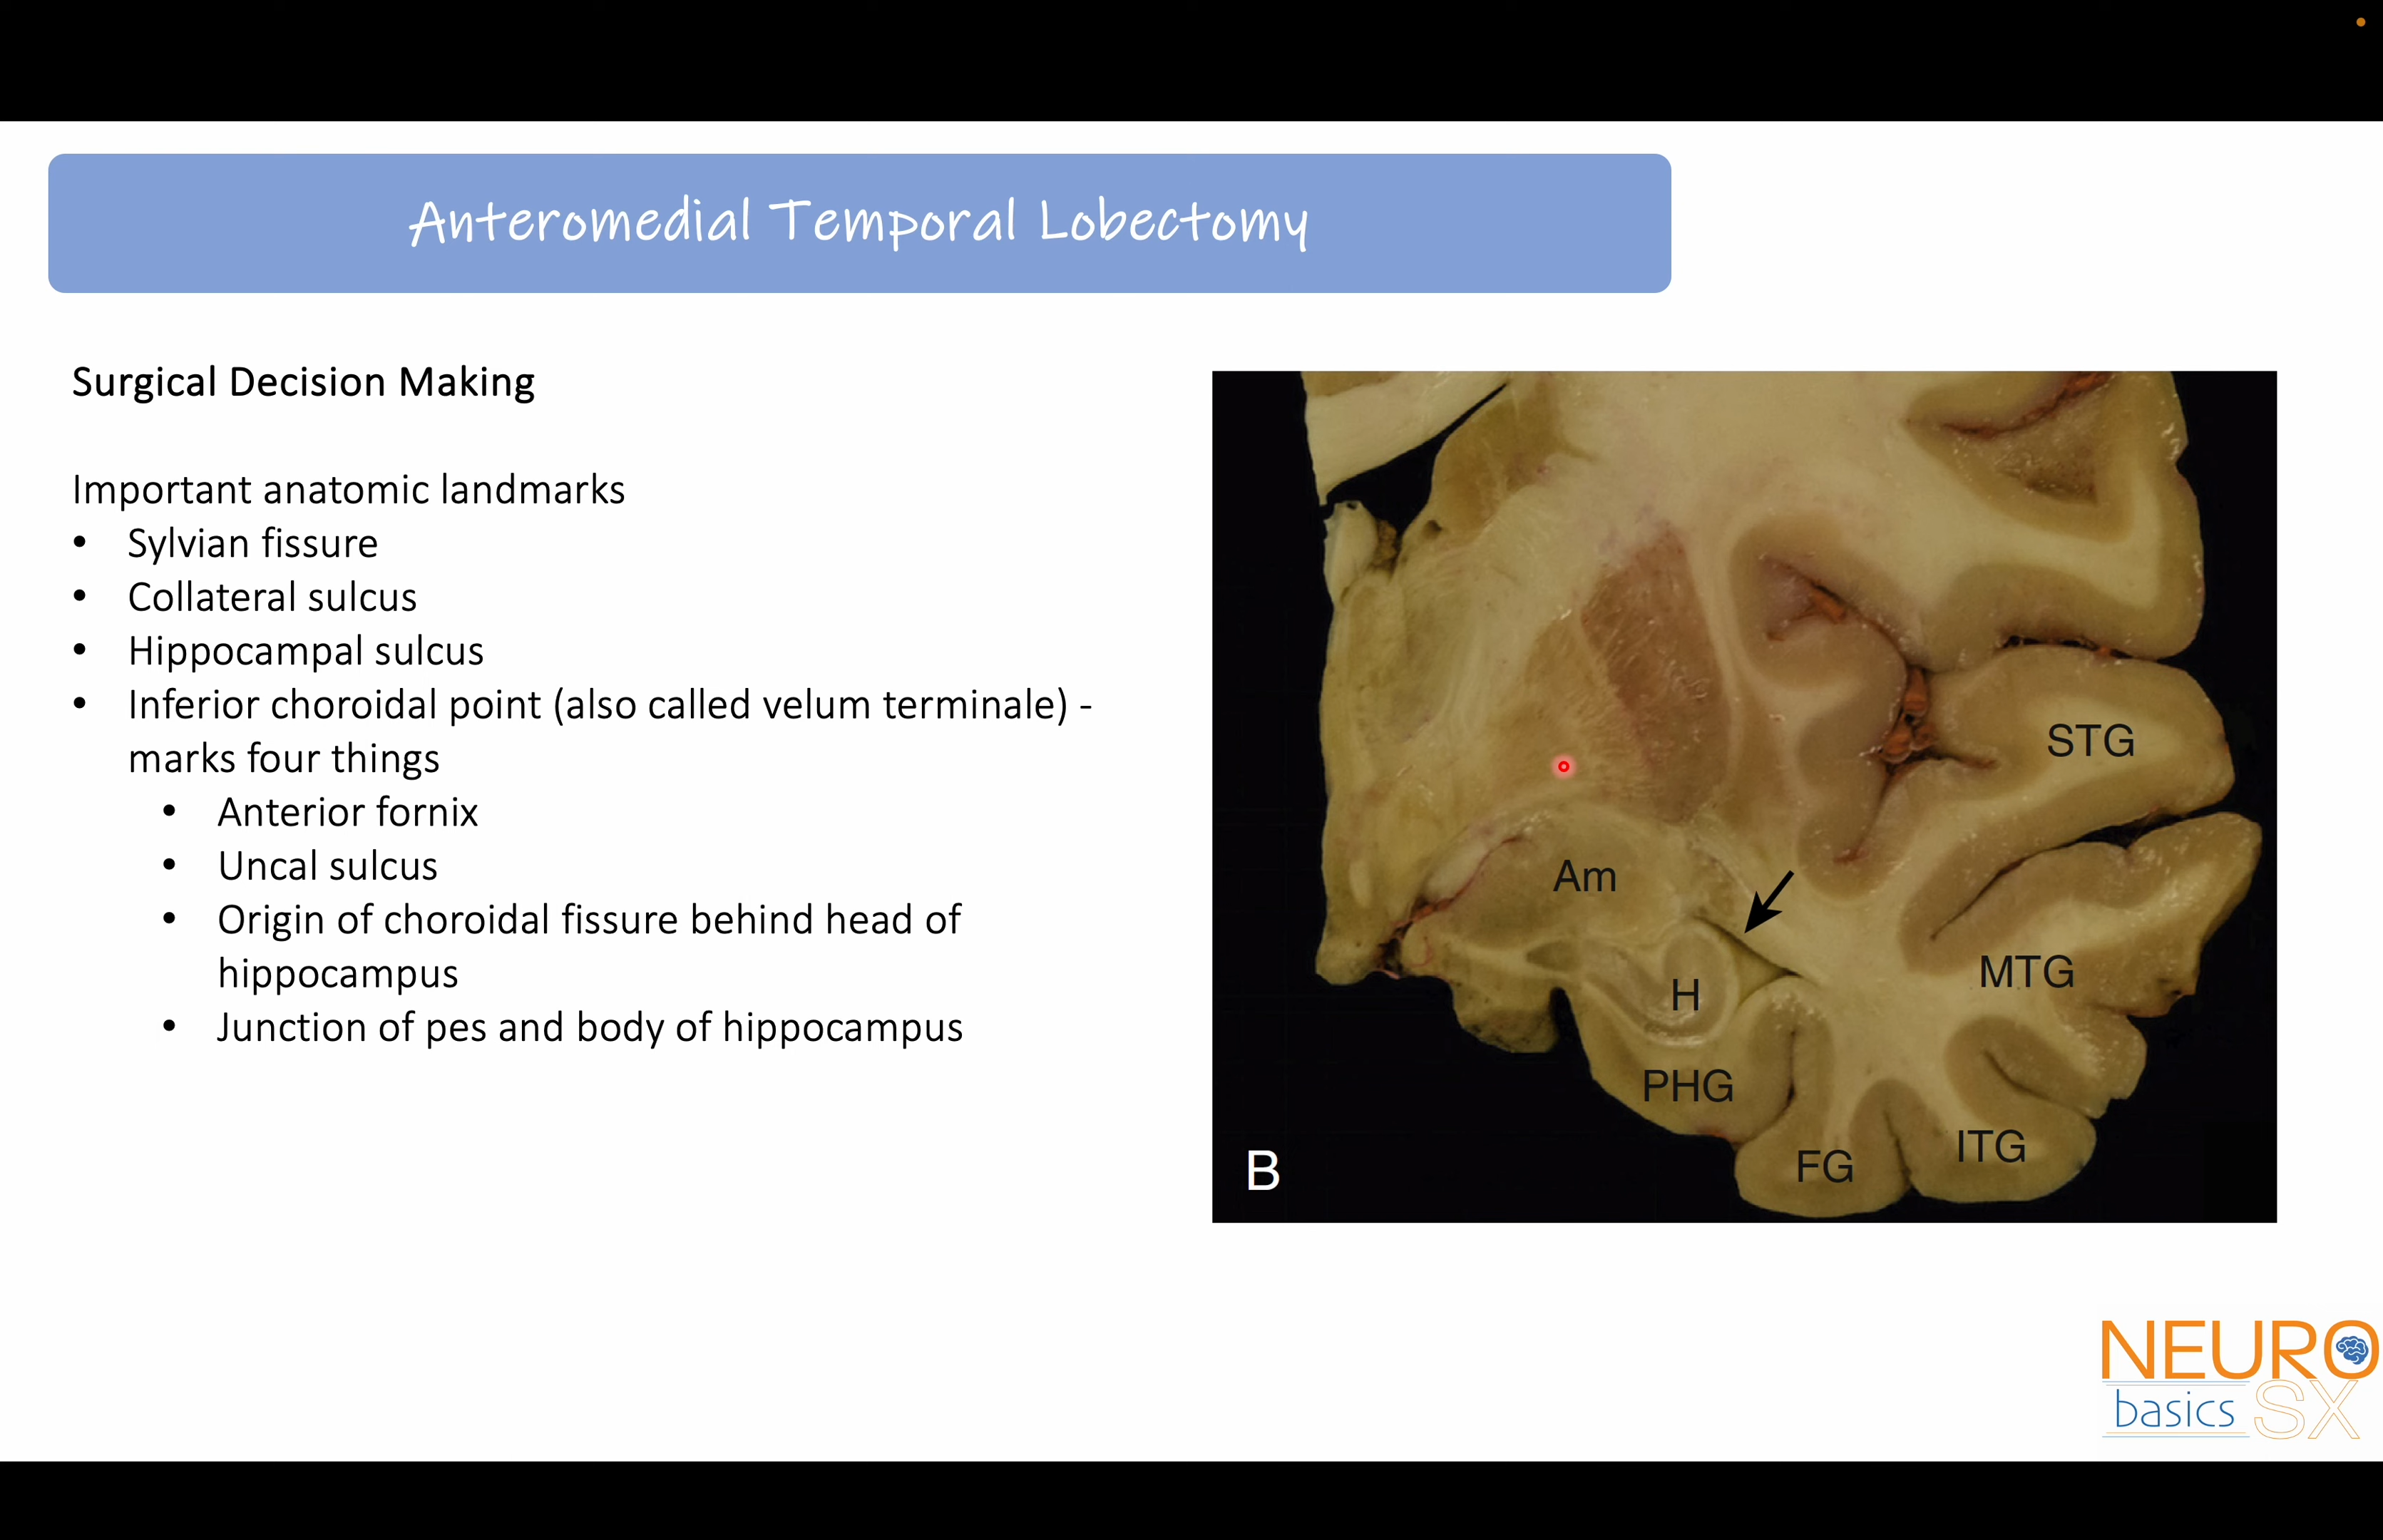 Anteromedial Temporal Lobectomy
Surgical Decision Making
Important anatomic landmarks
• Sylvian fissure
• Collateral sulcus
• Hippocampal sulcus
• Inferior choroidal point (also called velum terminale) -
marks four things
• Anterior fornix
• Uncal sulcus
• Origin of choroidal fissure behind head of
hippocampus
• Junction of pes and body of hippocampus
STG
Am
MTG
H
PHG
ITG
FG
B
NEURO
basics SX